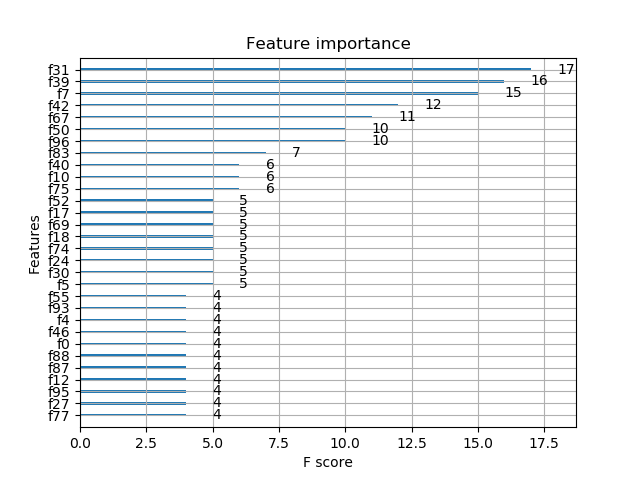 Feature importance
f31 17
f39 16
f7 15
f42 12
f67 11
f50 10
f96 10
f83 7
f40 6
f10 6
f75 6
f52 5
f17 5
f69 5
f18 5
f74 5
f24 5
f30 5
f5 5
f55 4
f93 4
f4 4
f46 4
f0 4
f88 4
f87 4
f12 4
f95 4
f27 4
f77 4
Features
0.0 2.5 5.0 7.5 10.0 12.5 15.0 17.5
F score